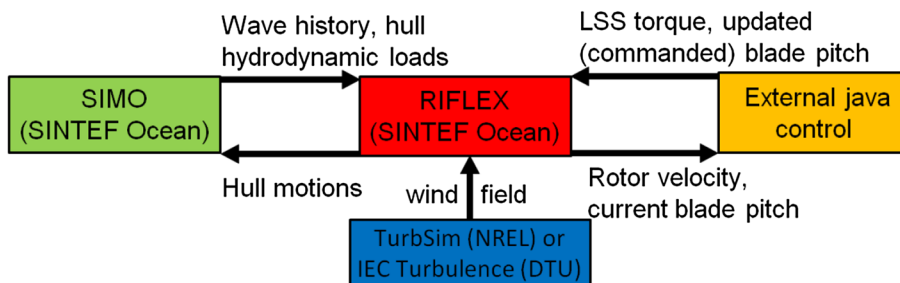 Wave history, hull
hydrodynamic loads
LSS torque, updated
(commanded) blade pitch
SIMO
(SINTEF Ocean)
RIFLEX
(SINTEF Ocean)
External java
control
Hull motions
wind field
Rotor velocity,
current blade pitch
TurbSim (NREL) or
IEC Turbulence (DTU)